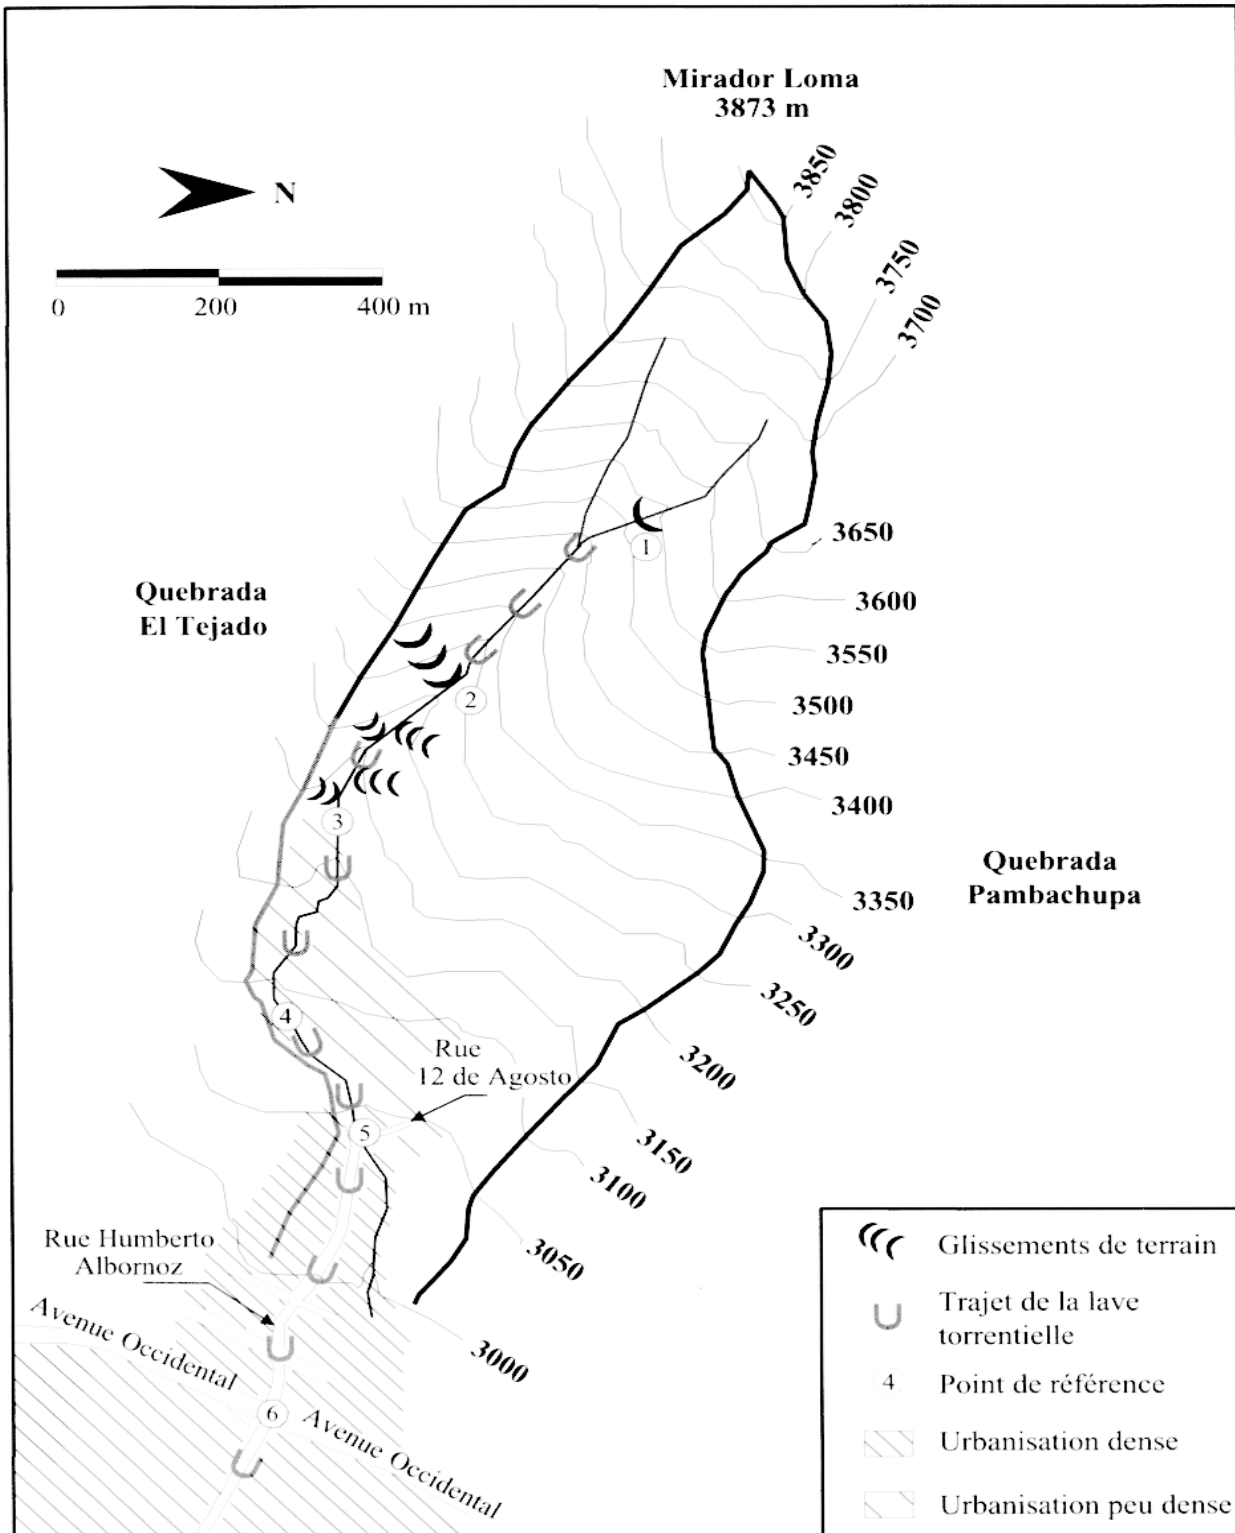 Mirador Loma
3873 m
N
0 200 400 m
3850
3800
3750
3700
3650
3600
3550
3500
3450
3400
3350
3300
3250
3200
3150
3100
3050
3000
Quebrada
El Tejado
Quebrada
Pambachupa
1
2
3
4
5
6
Rue
12 de Agosto
Rue Humberto
Albornoz
Avenue Occidental
Avenue Occidental
Glissements de terrain
Trajet de la lave
torrentielle
4 Point de référence
Urbanisation dense
Urbanisation peu dense